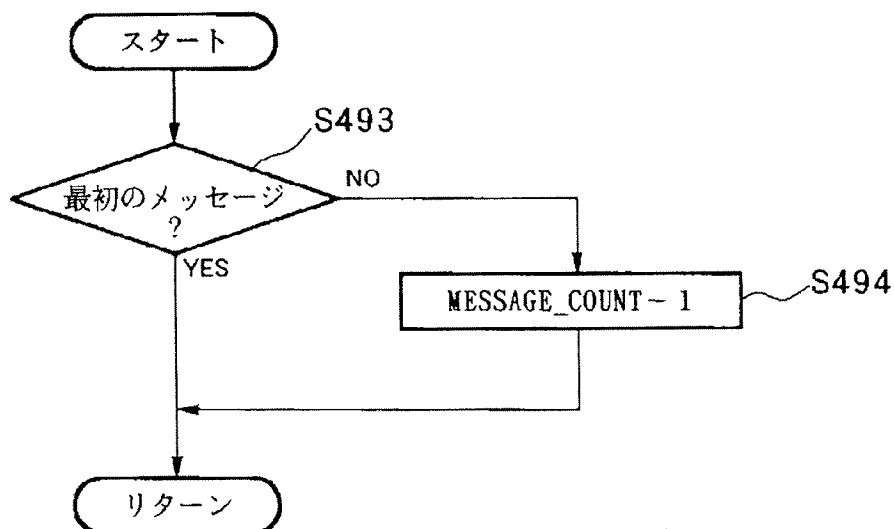 スタート
S493
最初のメッセージ
?
NO
YES
MESSAGE_COUNT - 1
S494
リターン